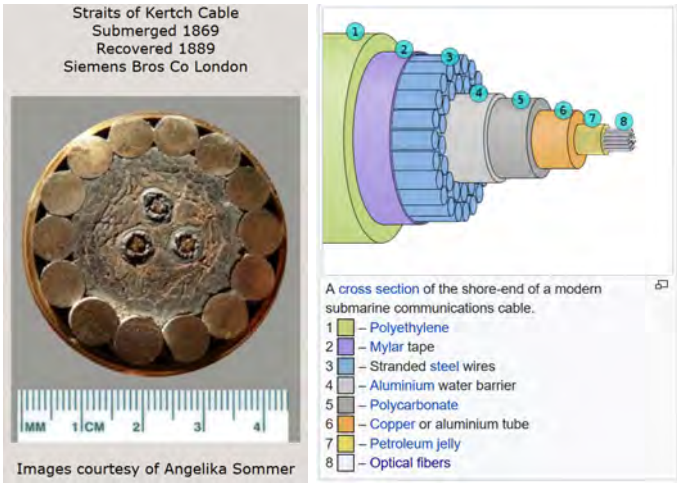 Straits of Kertch Cable
Submerged 1869
Recovered 1889
Siemens Bros Co London
MM 1 CM 2 3 4
Images courtesy of Angelika Sommer
1
2
3
4
5
6
7
8
A cross section of the shore-end of a modern
submarine communications cable.
1 – Polyethylene
2 – Mylar tape
3 – Stranded steel wires
4 – Aluminium water barrier
5 – Polycarbonate
6 – Copper or aluminium tube
7 – Petroleum jelly
8 – Optical fibers